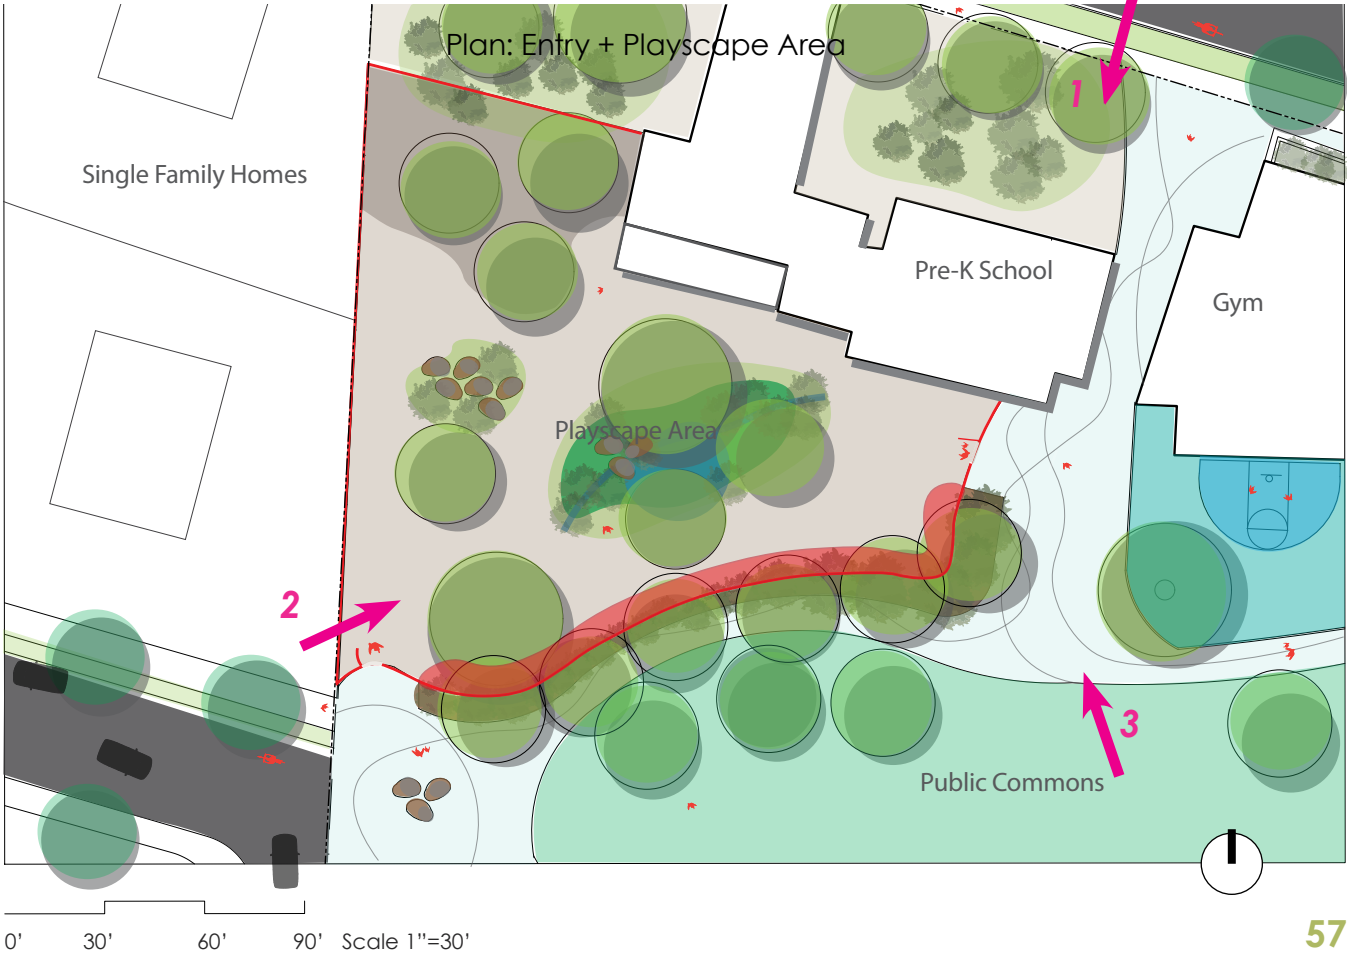 Plan: Entry + Playscape Area
1
Single Family Homes
Pre-K School
Gym
Playscape Area
2
3
Public Commons
0’ 30’ 60’ 90’ Scale 1”=30’
57